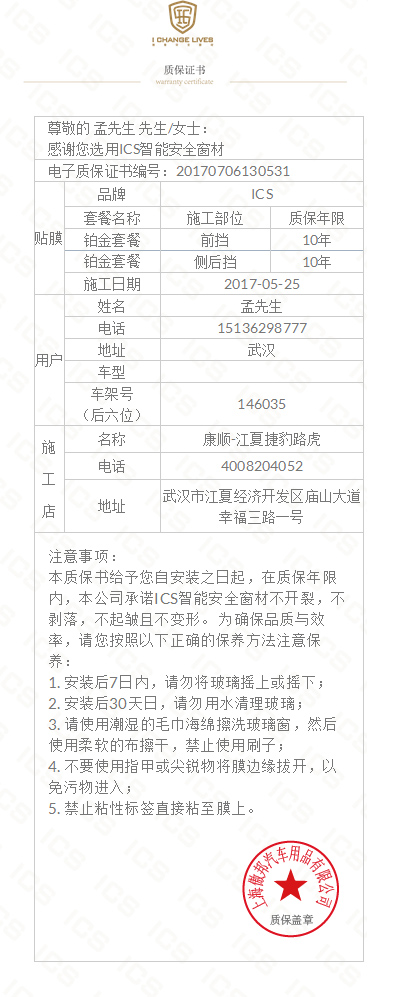 I CHANGE LIVES
质保证书
warranty certificate
尊敬的 孟先生 先生/女士：
感谢您选用ICS智能安全窗材
电子质保证书编号：20170706130531
贴膜
品牌 ICS
套餐名称 施工部位 质保年限
铂金套餐 前挡 10年
铂金套餐 侧后挡 10年
施工日期 2017-05-25
用户
姓名 孟先生
电话 15136298777
地址 武汉
车型
车架号
（后六位） 146035
施
工
店
名称 康顺-江夏捷豹路虎
电话 4008204052
地址 武汉市江夏经济开发区庙山大道
幸福三路一号
注意事项：
本质保书给予您自安装之日起，在质保年限
内，本公司承诺ICS智能安全窗材不开裂，不
剥落，不起皱且不变形。为确保品质与效
率，请您按照以下正确的保养方法注意保
养：
1. 安装后7日内，请勿将玻璃摇上或摇下；
2. 安装后30天日，请勿用水清理玻璃；
3. 请使用潮湿的毛巾海绵擦洗玻璃窗，然后
使用柔软的布擦干，禁止使用刷子；
4. 不要使用指甲或尖锐物将膜边缘拔开，以
免污物进入；
5. 禁止粘性标签直接粘至膜上。
上海傲邦汽车用品有限公司
质保盖章